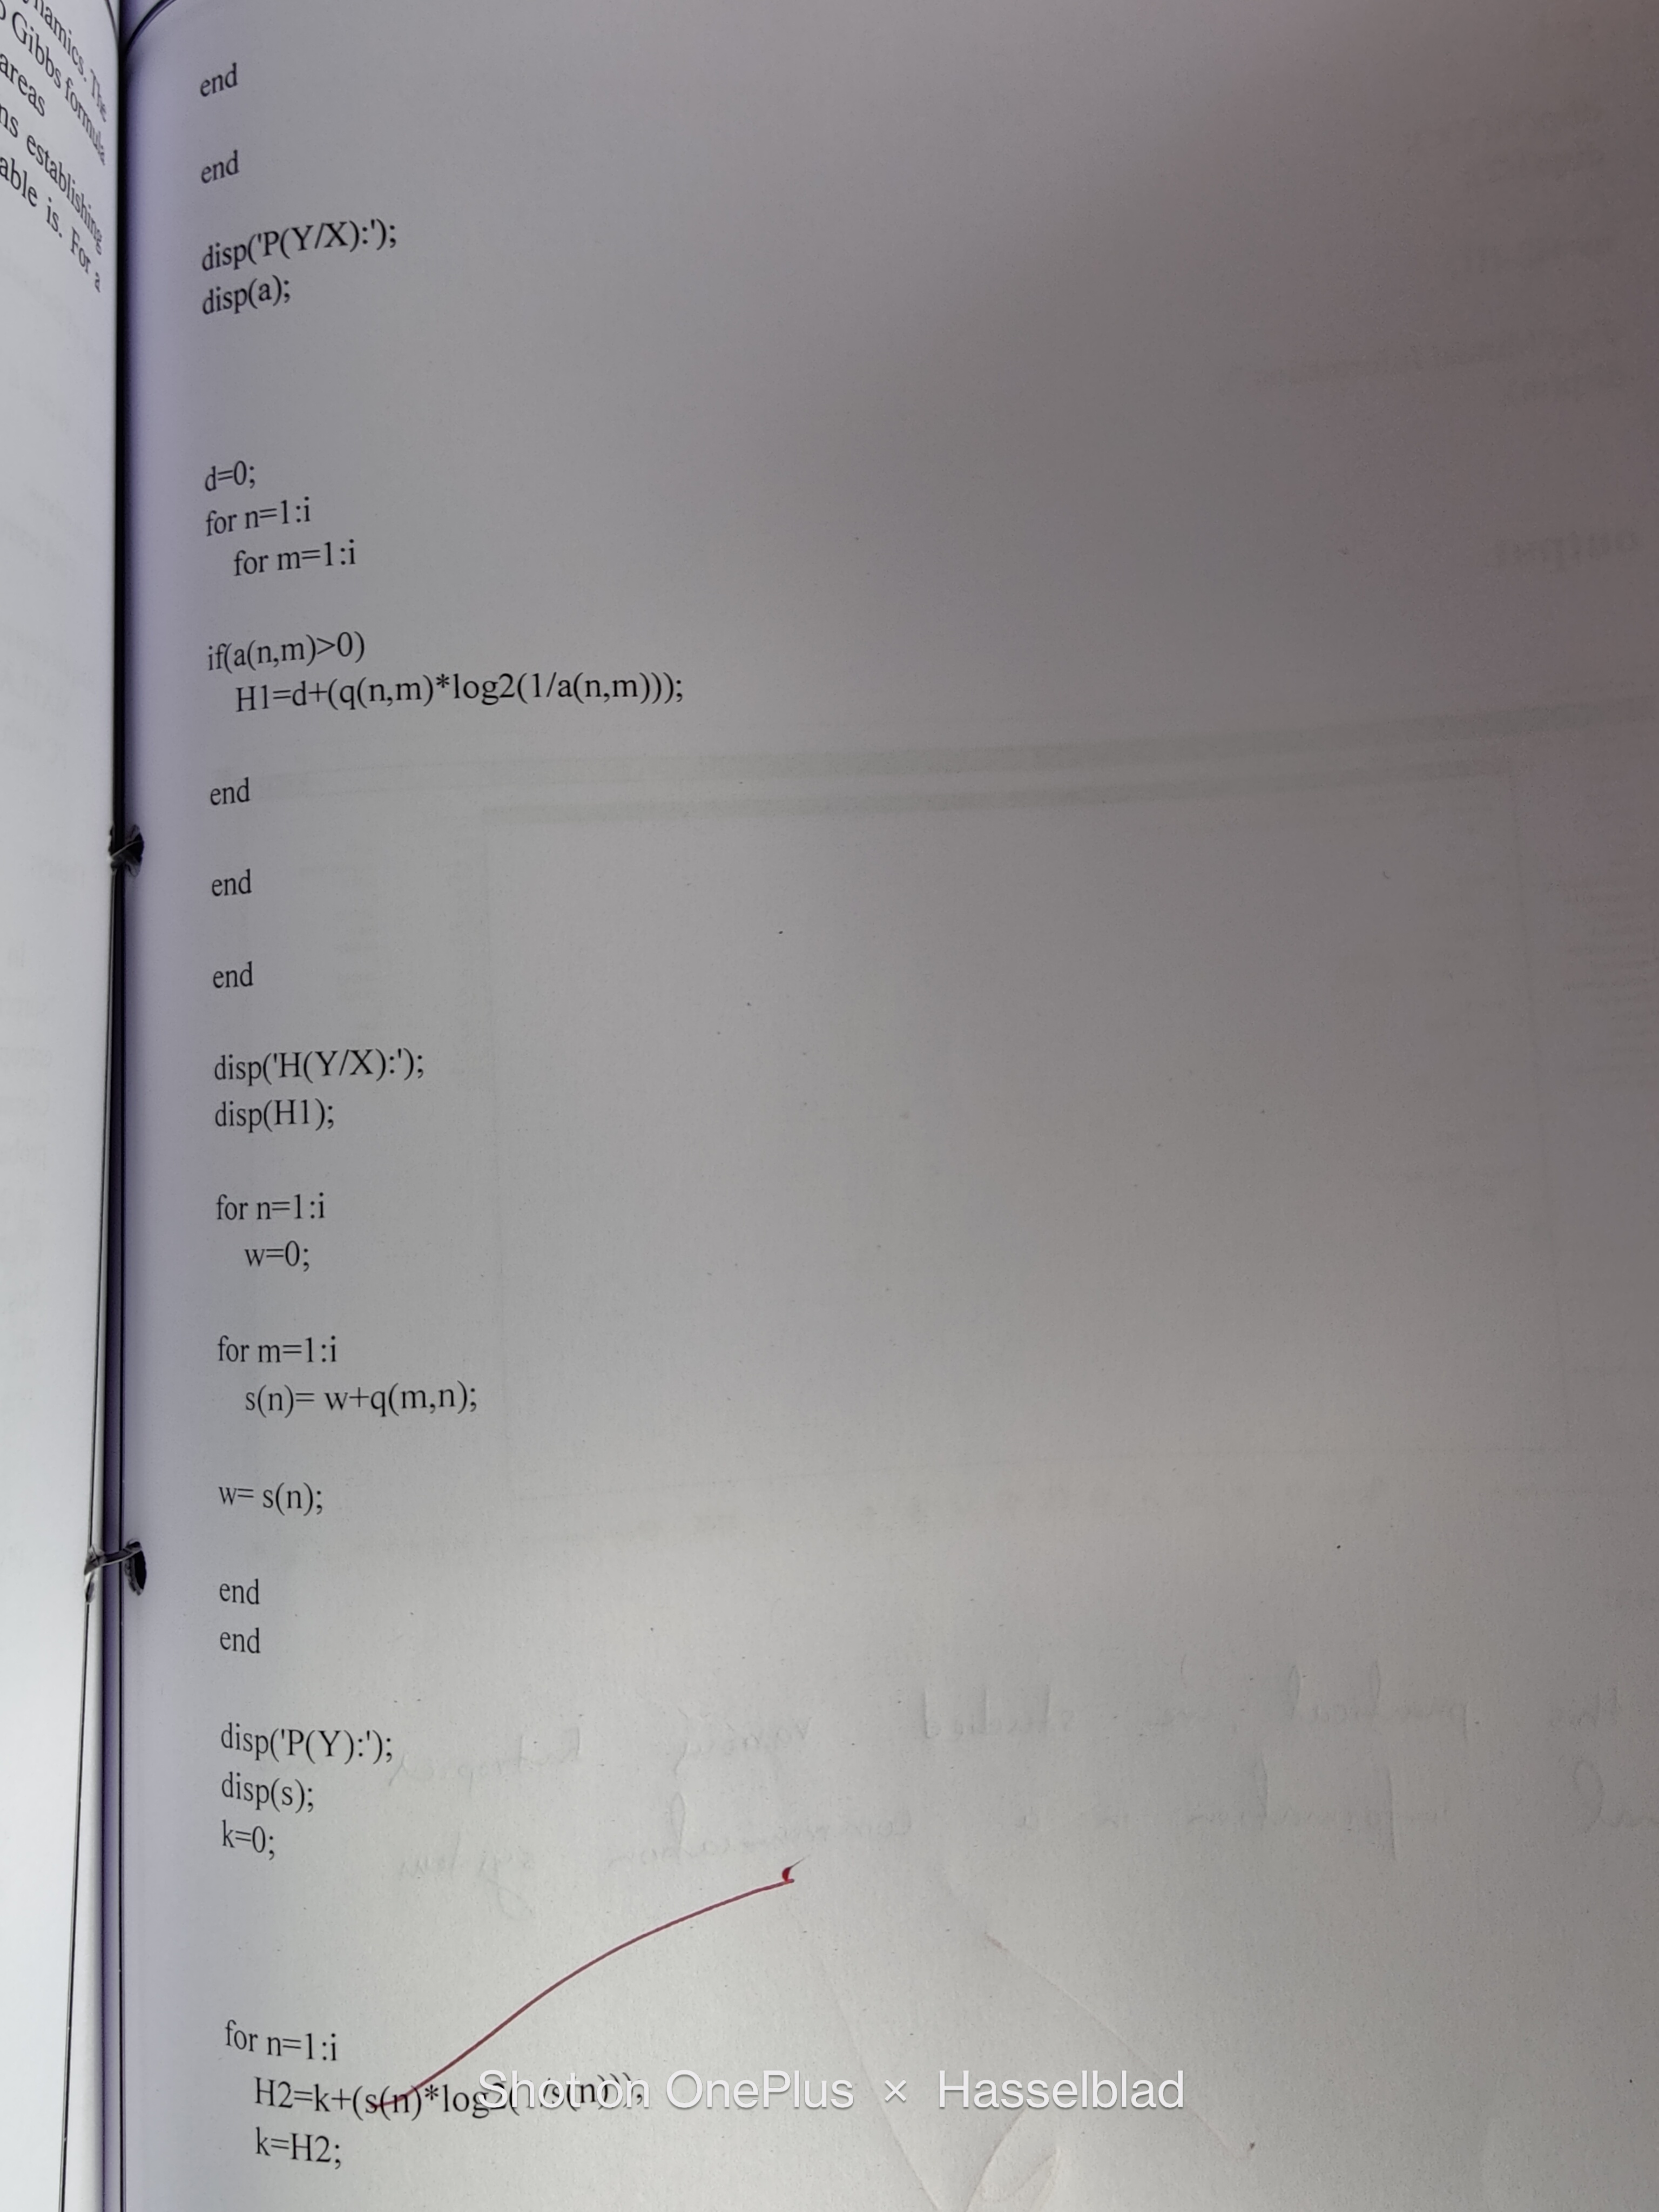 namics. The
Gibbs formula
areas
ns establishing
able is. For a
end
end
disp('P(Y/X):');
disp(a);
d=0;
for n=1:i
for m=1:i
if(a(n,m)>0)
H1=d+(q(n,m)*log2(1/a(n,m)));
end
end
end
disp('H(Y/X):');
disp(H1);
for n=1:i
w=0;
for m=1:i
s(n)= w+q(m,n);
w= s(n);
end
end
disp('P(Y):');
disp(s);
k=0;
for n=1:i
H2=k+(s(n)*log2(1/s(n)));
k=H2;
Shot on OnePlus × Hasselblad